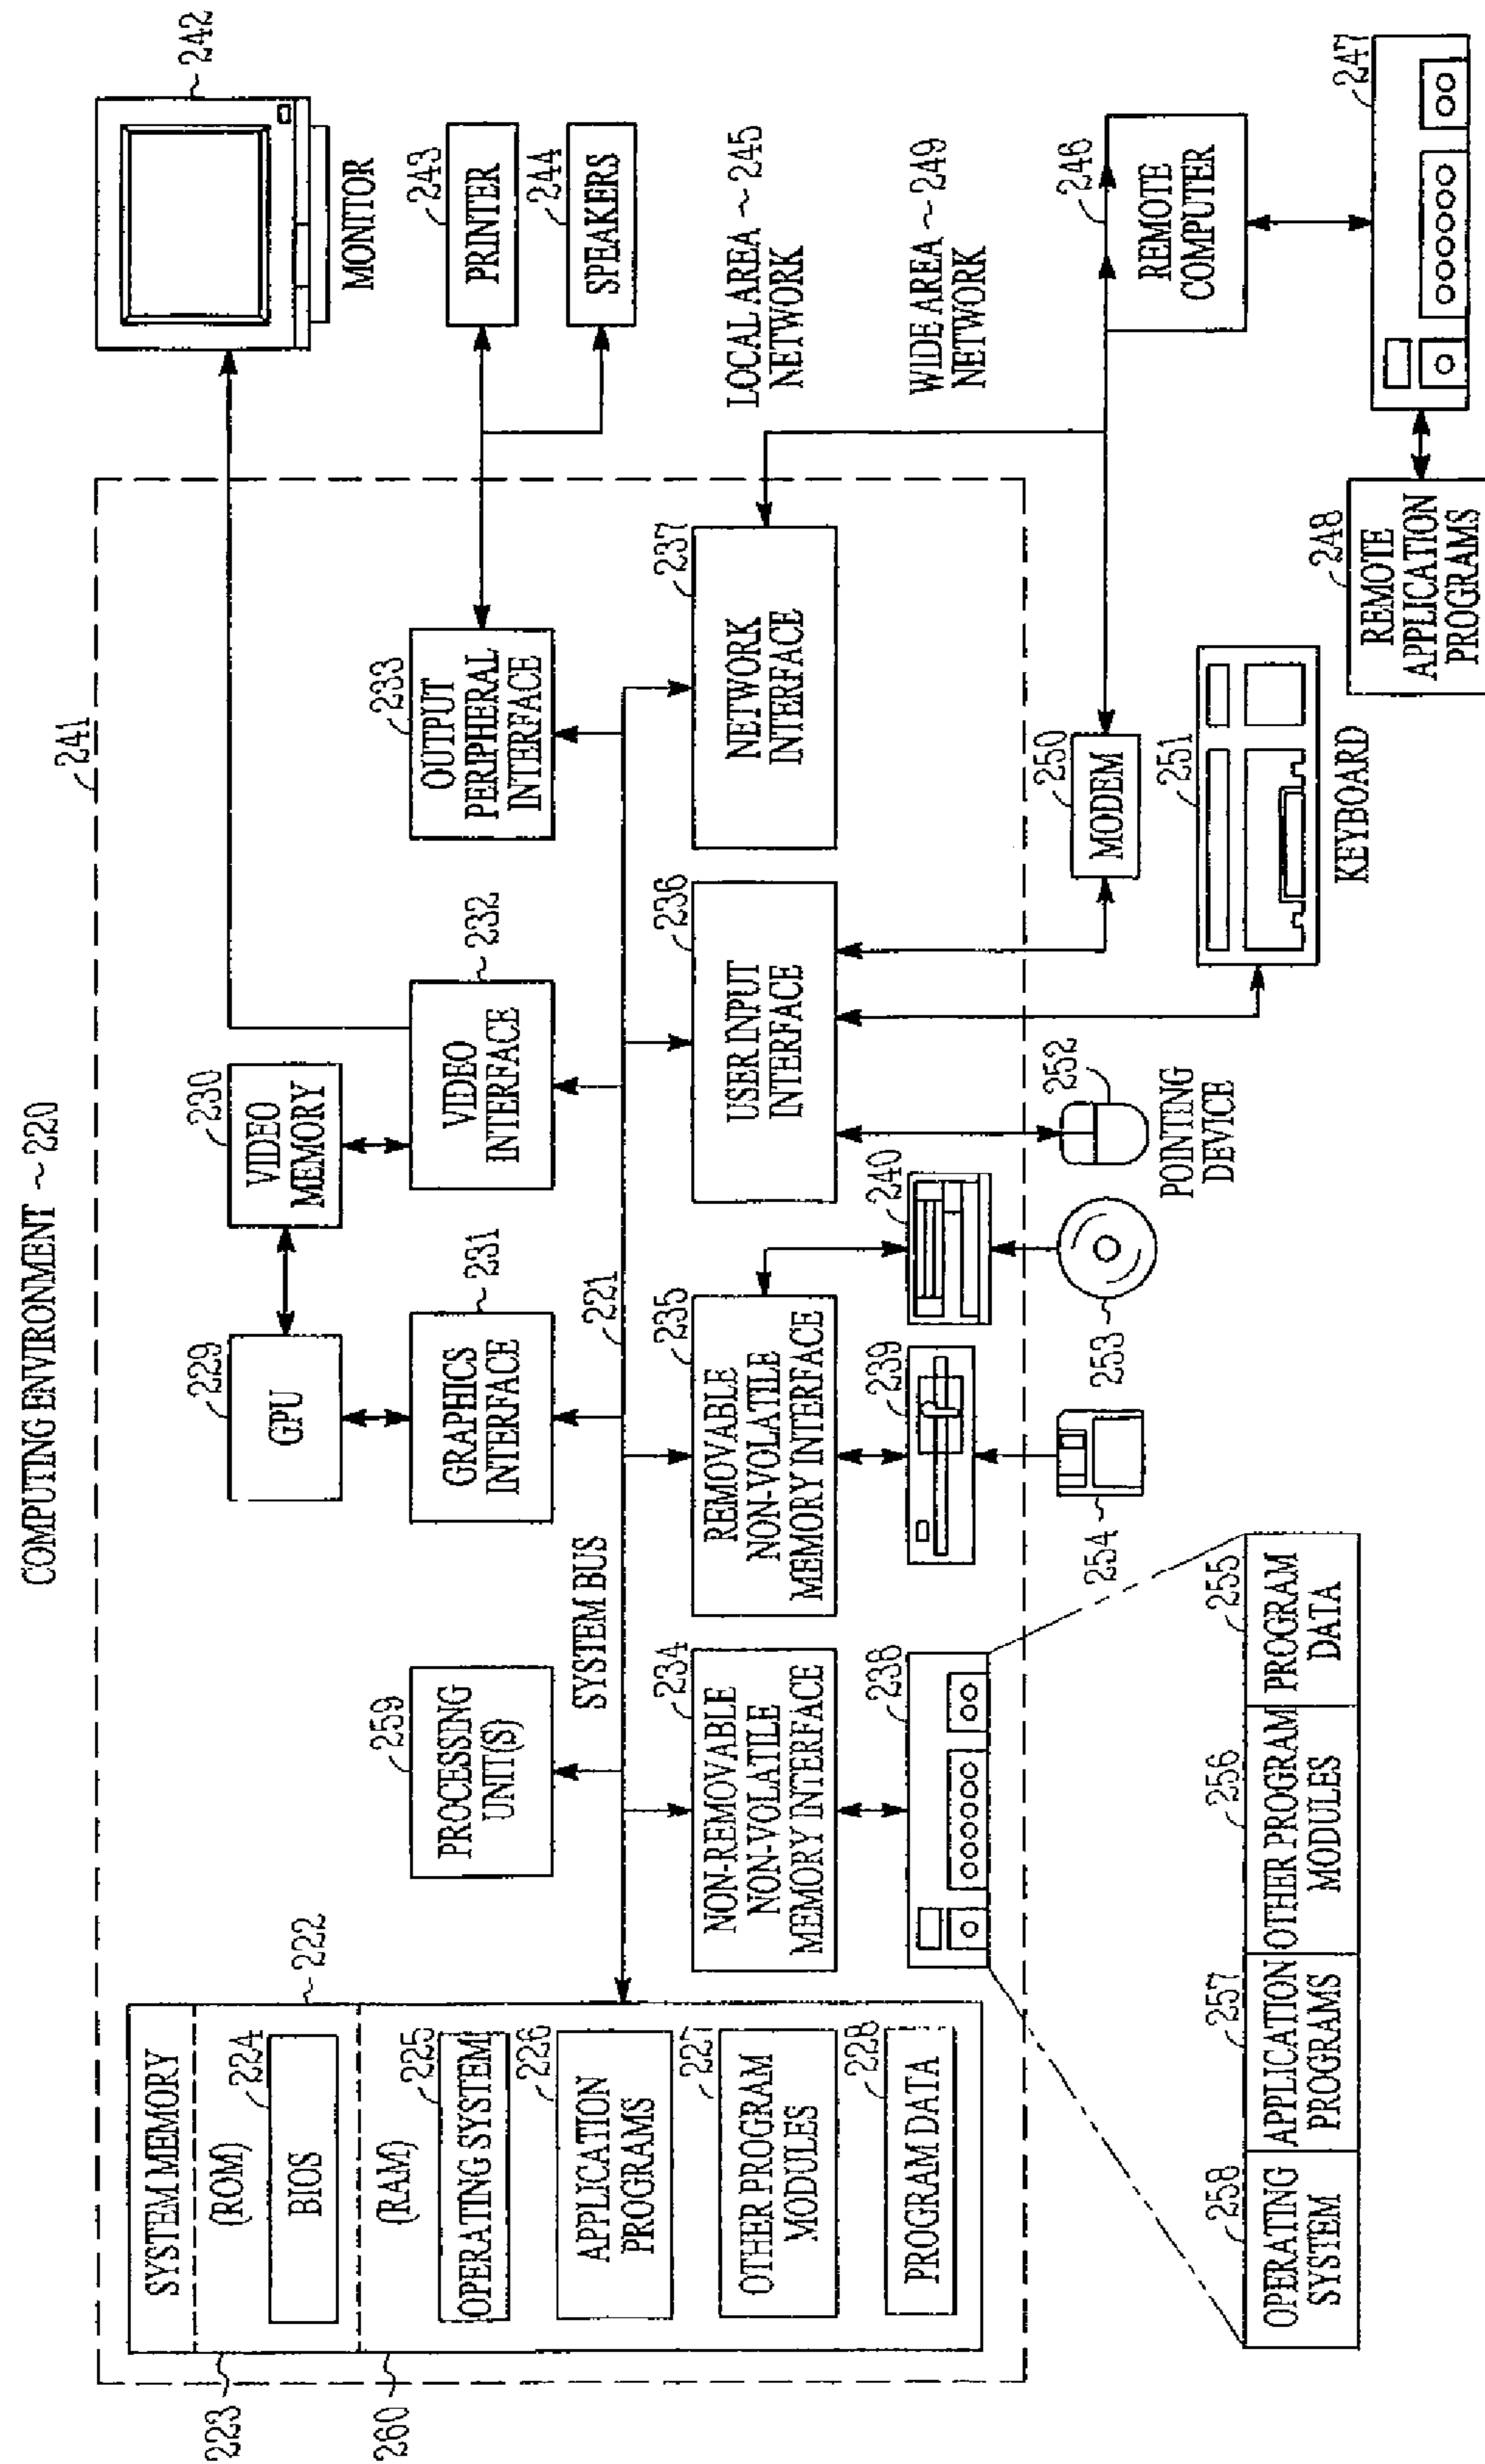 COMPUTING ENVIRONMENT ~ 220
241
SYSTEM MEMORY
(ROM)
224
BIOS
222
223
(RAM)
225
OPERATING SYSTEM
226
APPLICATION
PROGRAMS
227
OTHER PROGRAM
MODULES
228
PROGRAM DATA
260
259
PROCESSING
UNIT(S)
229
GPU
230
VIDEO
MEMORY
GRAPHICS
INTERFACE
231
VIDEO
INTERFACE
232
233
OUTPUT
PERIPHERAL
INTERFACE
SYSTEM BUS
221
234
NON-REMOVABLE
NON-VOLATILE
MEMORY INTERFACE
235
REMOVABLE
NON-VOLATILE
MEMORY INTERFACE
236
USER INPUT
INTERFACE
237
NETWORK
INTERFACE
238
239
240
242
MONITOR
243
PRINTER
244
SPEAKERS
LOCAL AREA ~ 245
NETWORK
WIDE AREA ~ 249
NETWORK
246
REMOTE
COMPUTER
247
248
REMOTE
APPLICATION
PROGRAMS
250
MODEM
251
KEYBOARD
252
POINTING
DEVICE
253
254
258
OPERATING
SYSTEM
257
APPLICATION
PROGRAMS
256
OTHER PROGRAM
MODULES
255
PROGRAM
DATA